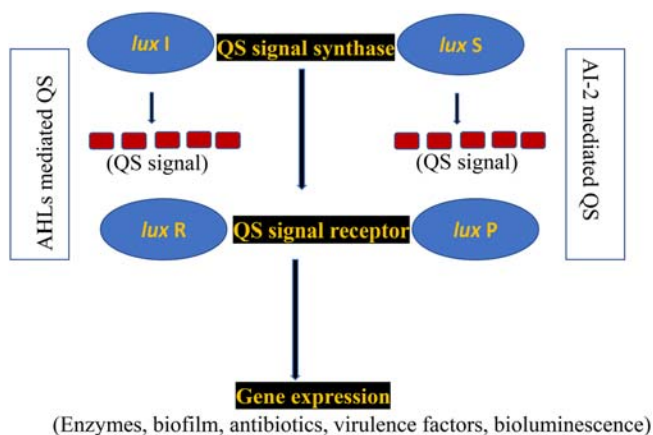 lux I
QS signal synthase
lux S
AHLs mediated QS
AI-2 mediated QS
(QS signal)
(QS signal)
lux R
QS signal receptor
lux P
Gene expression
(Enzymes, biofilm, antibiotics, virulence factors, bioluminescence)